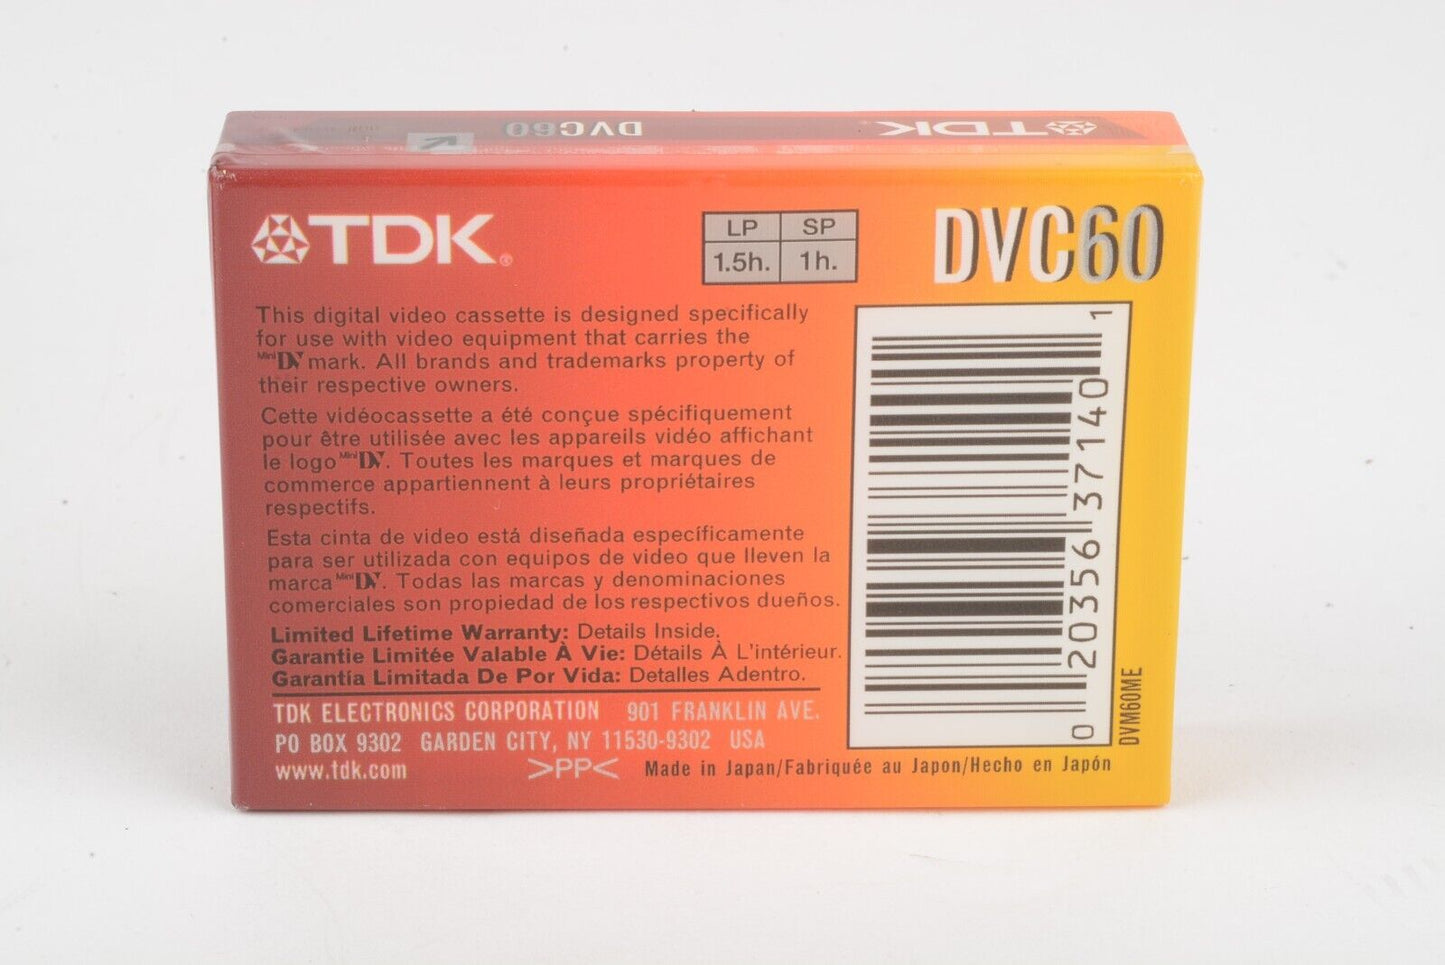 DVC60 TDK
TDK®
LP SP
1.5h. 1h.
DVC60
This digital video cassette is designed specifically
for use with video equipment that carries the
Mini DV mark. All brands and trademarks property of
their respective owners.
Cette vidéocassette a été conçue spécifiquement
pour être utilisée avec les appareils vidéo affichant
le logo Mini DV. Toutes les marques et marques de
commerce appartiennent à leurs propriétaires
respectifs.
Esta cinta de video está diseñada específicamente
para ser utilizada con equipos de video que lleven la
marca Mini DV. Todas las marcas y denominaciones
comerciales son propiedad de los respectivos dueños.
Limited Lifetime Warranty: Details Inside.
Garantie Limitée Valable À Vie: Détails À L'intérieur.
Garantía Limitada De Por Vida: Detalles Adentro.
TDK ELECTRONICS CORPORATION 901 FRANKLIN AVE.
PO BOX 9302 GARDEN CITY, NY 11530-9302 USA
www.tdk.com >PP< Made in Japan/Fabriquée au Japon/Hecho en Japón
0 20356 37140 1
DVM60ME